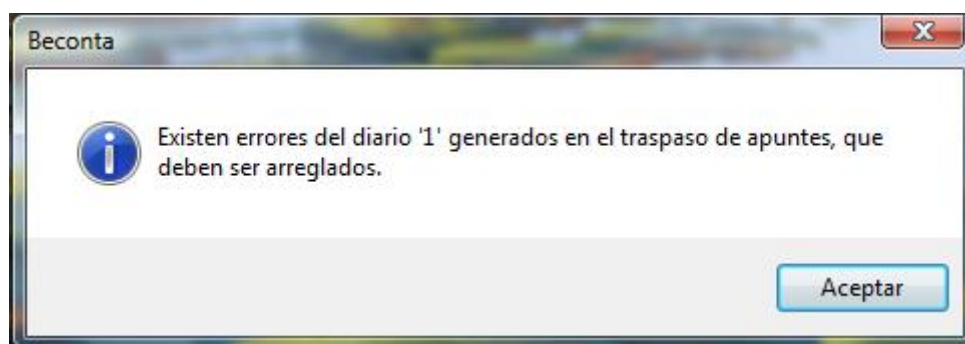 Beconta
Existen errores del diario '1' generados en el traspaso de apuntes, que
deben ser arreglados.
Aceptar